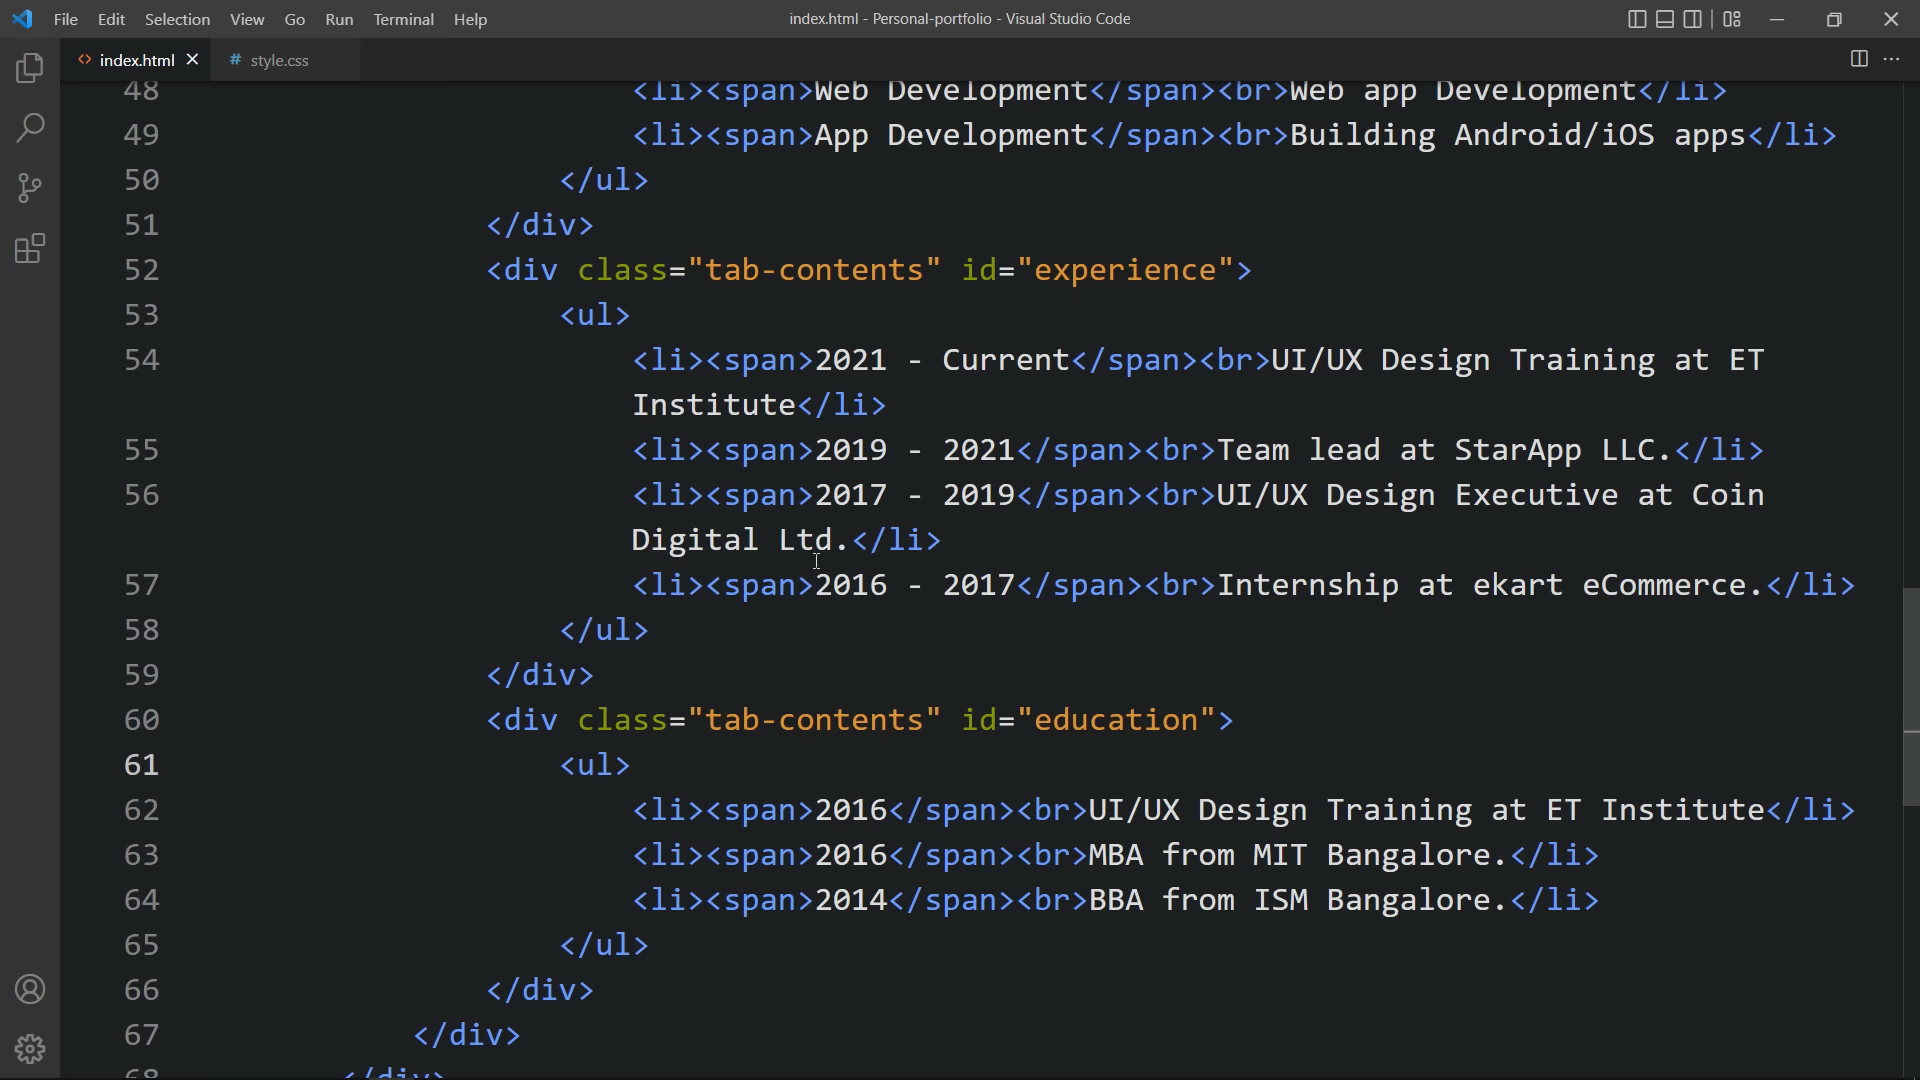 File Edit Selection View Go Run Terminal Help
index.html - Personal-portfolio - Visual Studio Code
<> index.html
# style.css
48 <li><span>Web Development</span><br>Web app Development</li>
49 <li><span>App Development</span><br>Building Android/iOS apps</li>
50 </ul>
51 </div>
52 <div class="tab-contents" id="experience">
53 <ul>
54 <li><span>2021 - Current</span><br>UI/UX Design Training at ET
Institute</li>
55 <li><span>2019 - 2021</span><br>Team lead at StarApp LLC.</li>
56 <li><span>2017 - 2019</span><br>UI/UX Design Executive at Coin
Digital Ltd.</li>
57 <li><span>2016 - 2017</span><br>Internship at ekart eCommerce.</li>
58 </ul>
59 </div>
60 <div class="tab-contents" id="education">
61 <ul>
62 <li><span>2016</span><br>UI/UX Design Training at ET Institute</li>
63 <li><span>2016</span><br>MBA from MIT Bangalore.</li>
64 <li><span>2014</span><br>BBA from ISM Bangalore.</li>
65 </ul>
66 </div>
67 </div>
68 </div>